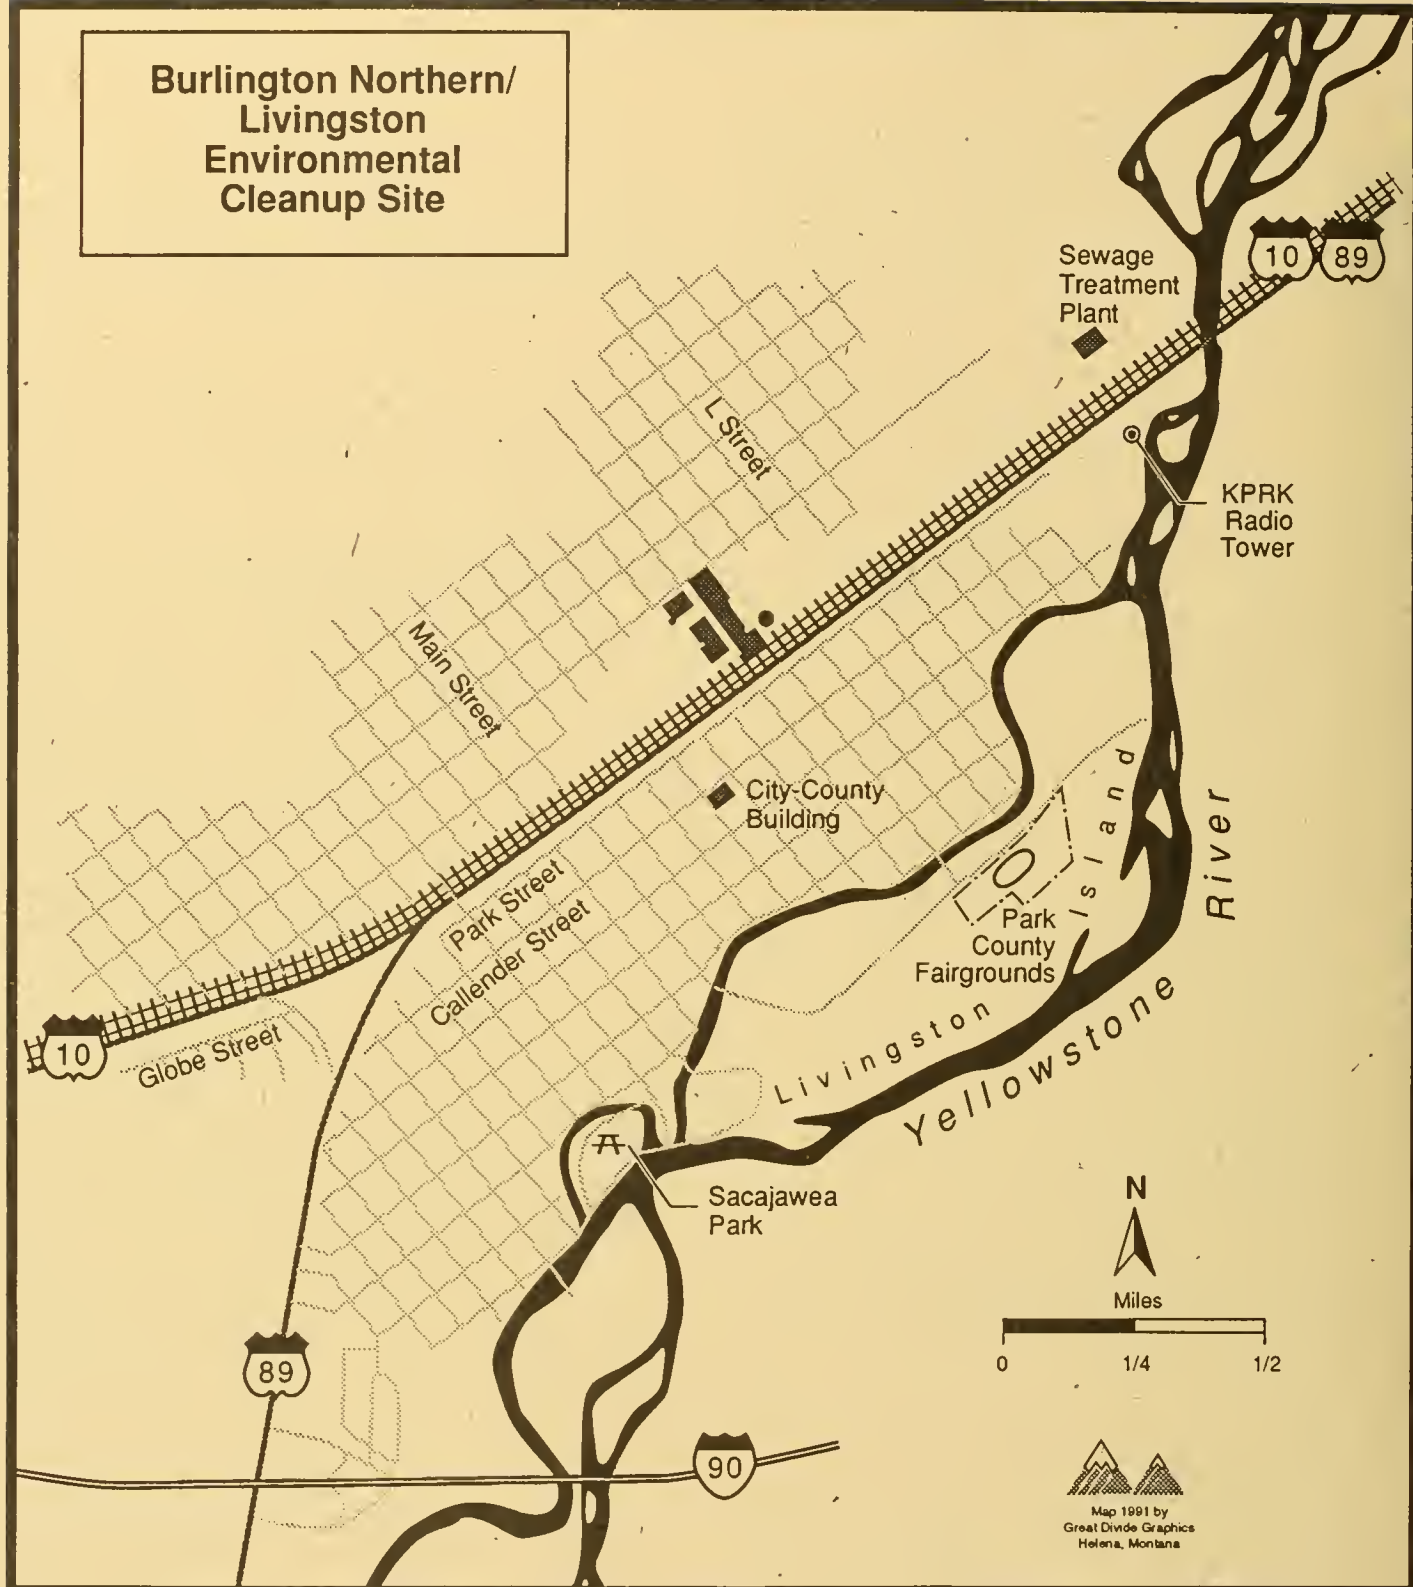 Burlington Northern/
Livingston
Environmental
Cleanup Site
10
89
Sewage
Treatment
Plant
L Street
KPRK
Radio
Tower
Main Street
City-County
Building
Park Street
Callender Street
Park
County
Fairgrounds
Livingston Island
Yellowstone River
10
Globe Street
Sacajawea
Park
N
Miles
0 1/4 1/2
89
90
Map 1991 by
Great Divide Graphics
Helena, Montana